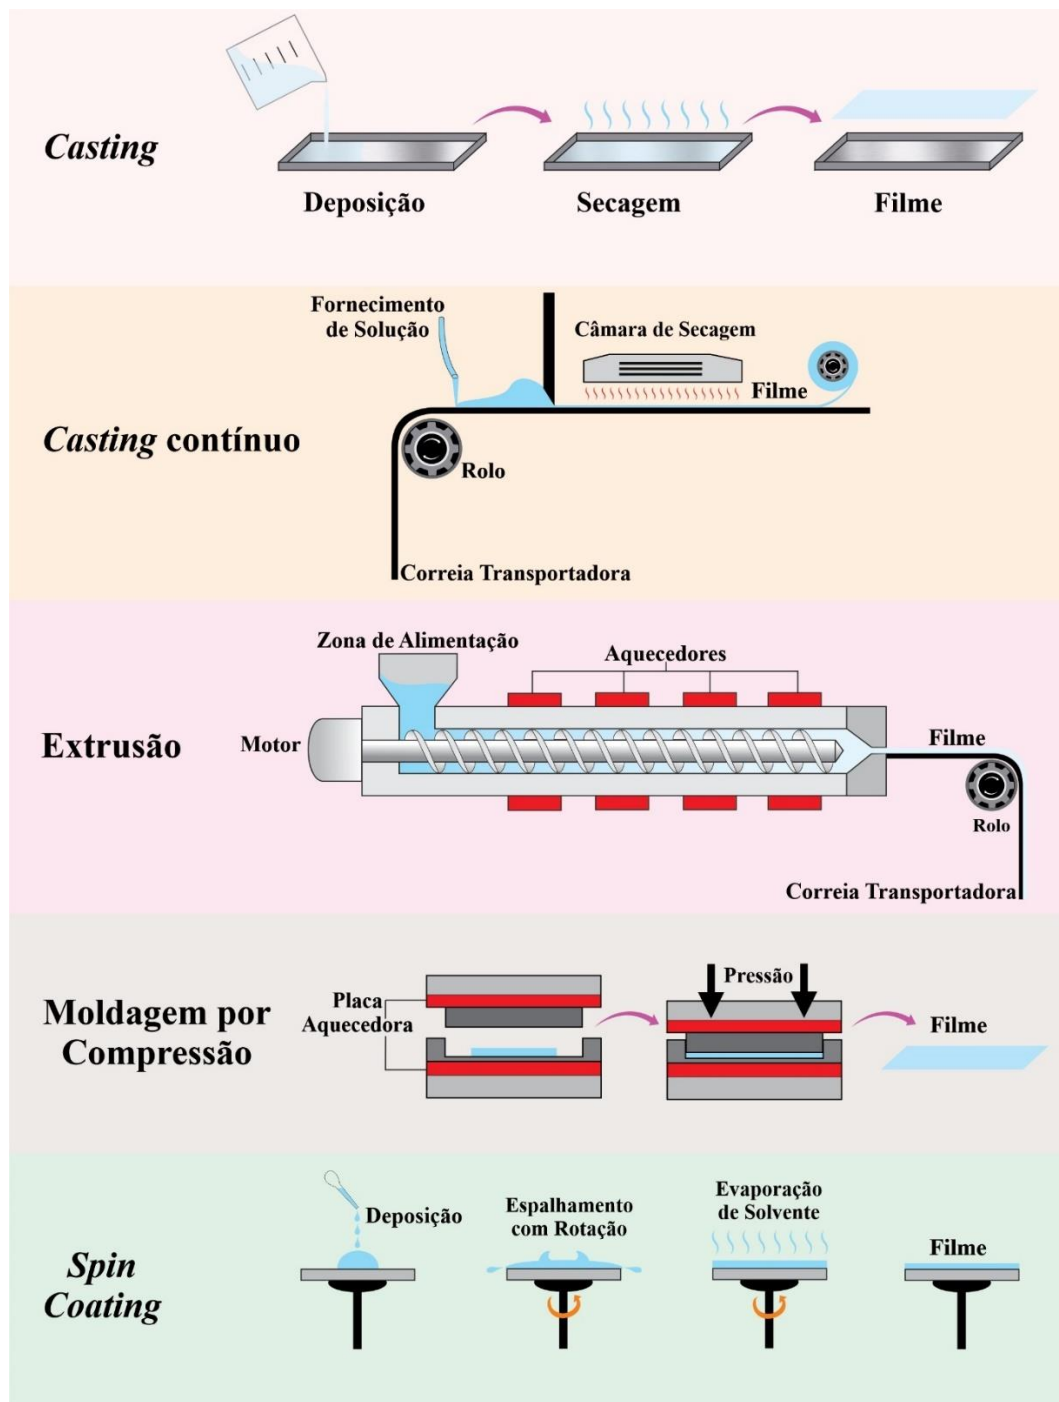 Casting
Deposição
Secagem
Filme
Casting contínuo
Fornecimento
de Solução
Câmara de Secagem
Filme
Rolo
Correia Transportadora
Extrusão
Zona de Alimentação
Aquecedores
Motor
Filme
Rolo
Correia Transportadora
Moldagem por
Compressão
Placa
Aquecedora
Pressão
Filme
Spin
Coating
Deposição
Espalhamento
com Rotação
Evaporação
de Solvente
Filme